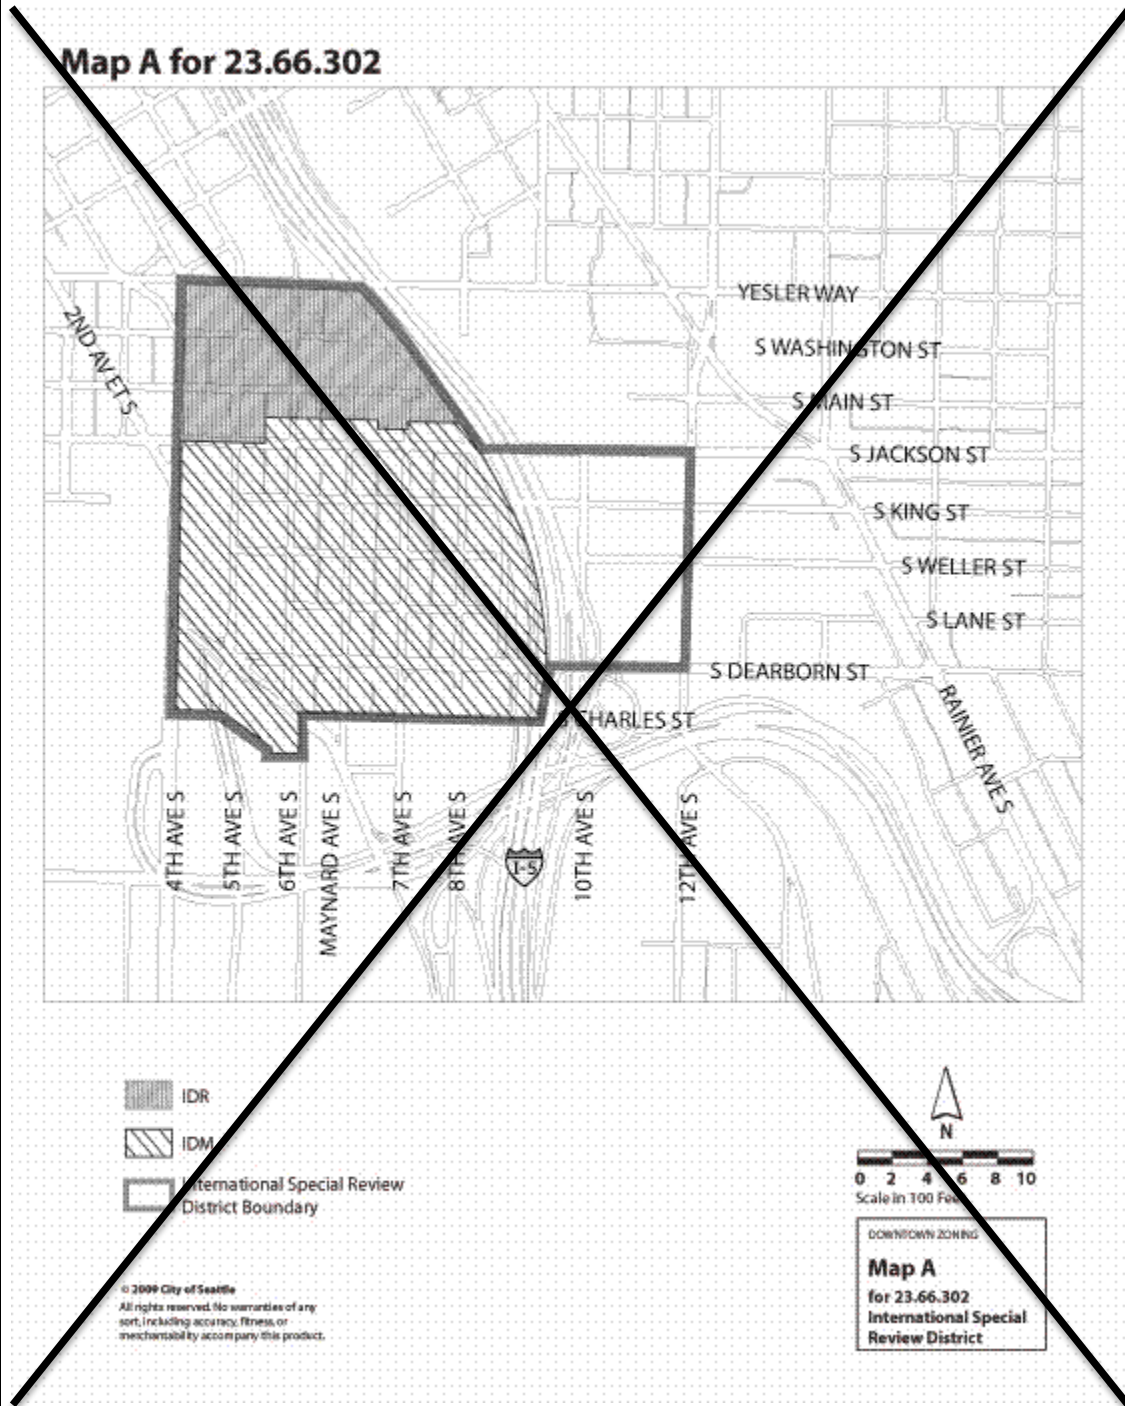 Map A for 23.66.302
YESLER WAY
2ND AV ET S
S WASHINGTON ST
S MAIN ST
S JACKSON ST
S KING ST
S WELLER ST
S LANE ST
S DEARBORN ST
S CHARLES ST
RAINIER AVE S
4TH AVE S
5TH AVE S
6TH AVE S
MAYNARD AVE S
7TH AVE S
8TH AVE S
I-5
10TH AVE S
12TH AVE S
IDR
IDM
International Special Review
District Boundary
N
0 2 4 6 8 10
Scale in 100 Feet
© 2009 City of Seattle
All rights reserved. No warranties of any
sort, including accuracy, fitness, or
merchantability accompany this product.
DOWNTOWN ZONING
Map A
for 23.66.302
International Special
Review District